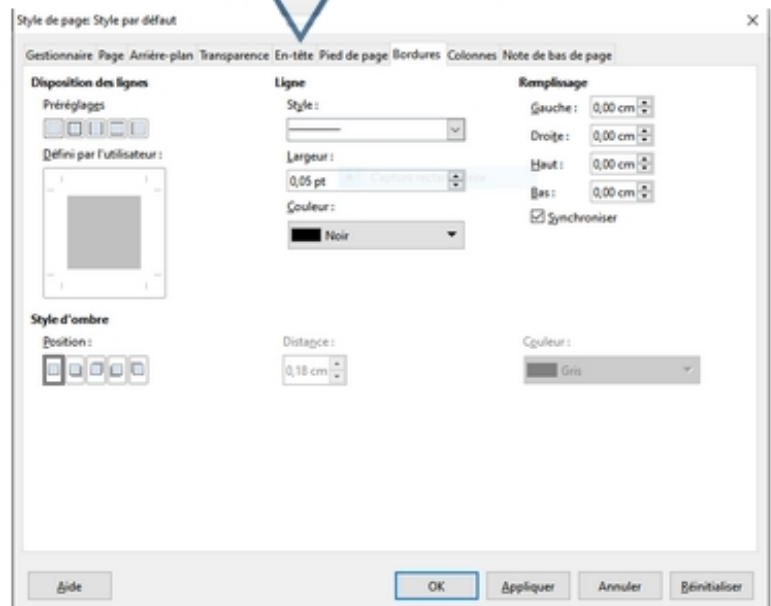 Style de page: Style par défaut
Gestionnaire Page Arrière-plan Transparence En-tête Pied de page Bordures Colonnes Note de bas de page
Disposition des lignes
Préréglages
Défini par l'utilisateur :
Ligne
Style :
Largeur :
0,05 pt
Capture rectangulaire
Couleur :
Noir
Remplissage
Gauche : 0,00 cm
Droite : 0,00 cm
Haut : 0,00 cm
Bas : 0,00 cm
Synchroniser
Style d'ombre
Position :
Distance :
0,18 cm
Couleur :
Gris
Aide OK Appliquer Annuler Réinitialiser